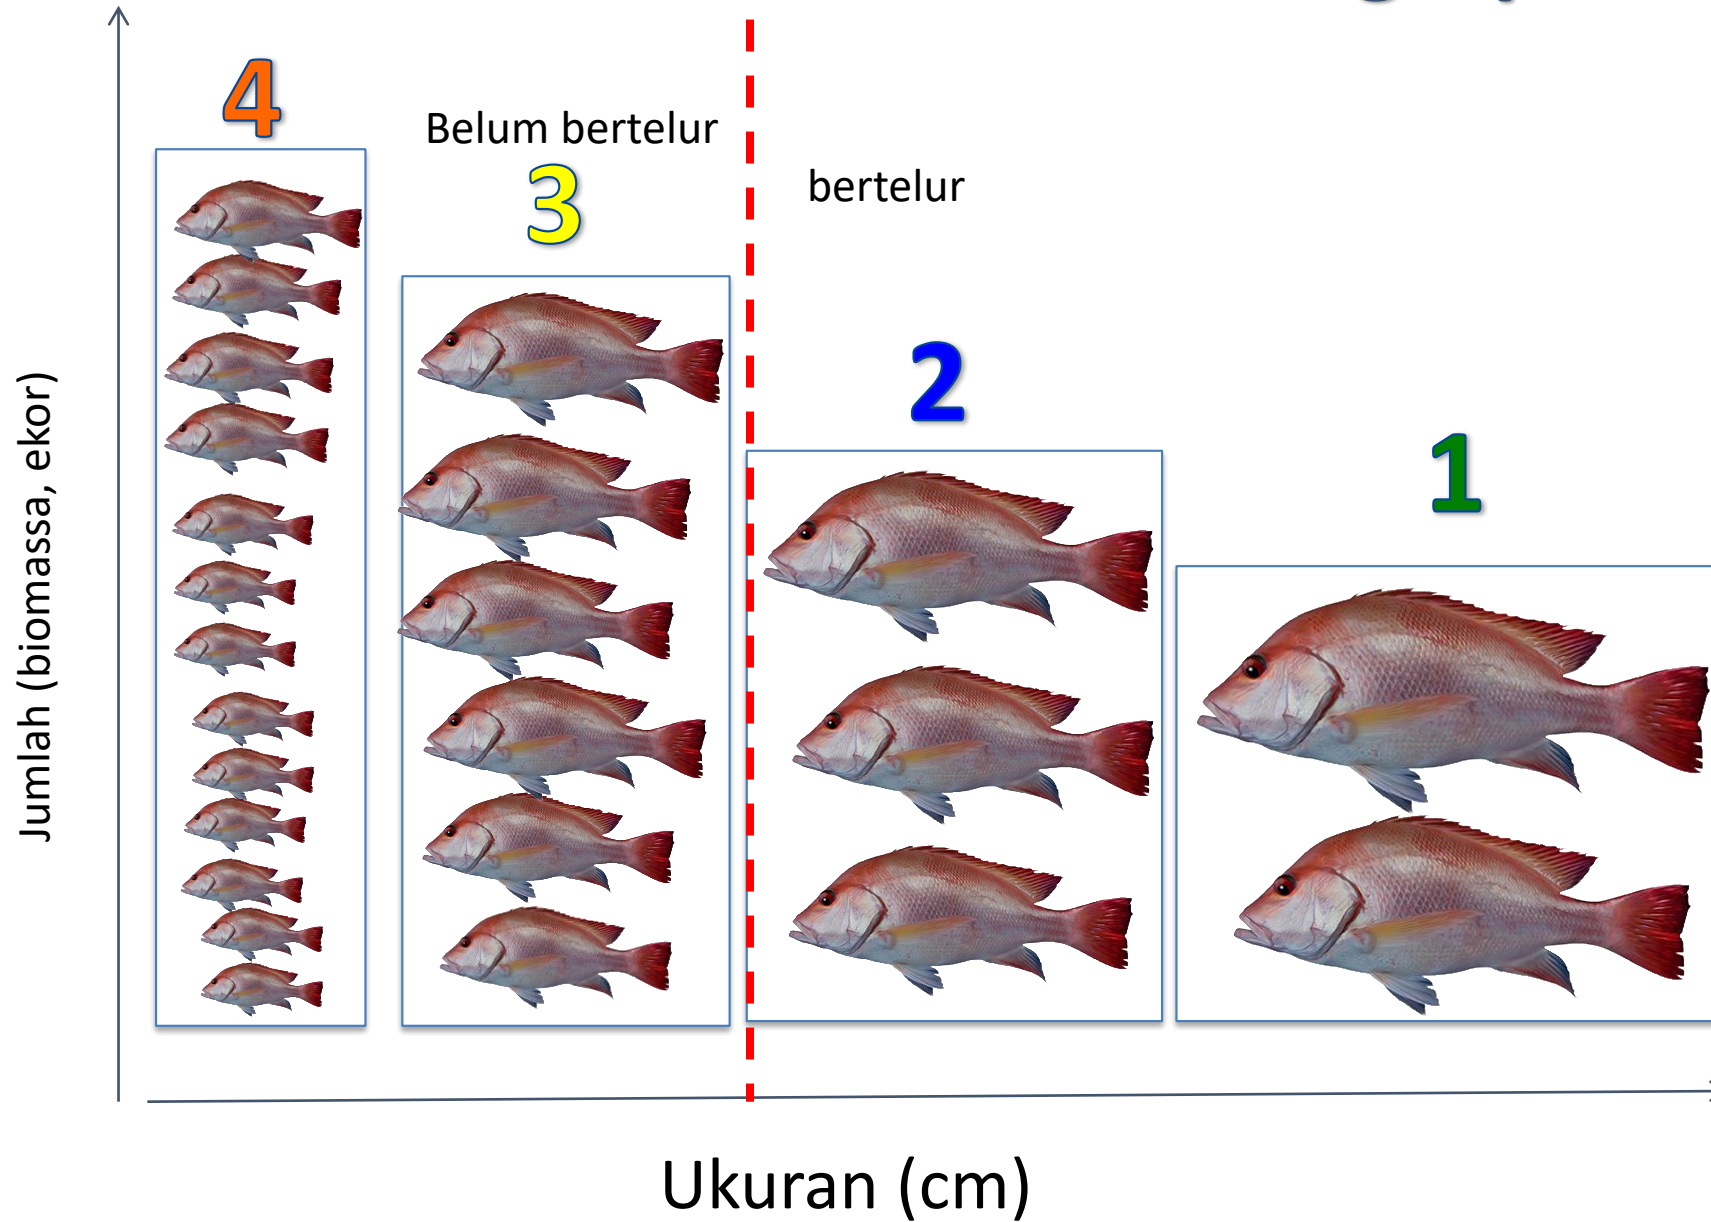 4
Belum bertelur
3
bertelur
2
1
Jumlah (biomassa, ekor)
Ukuran (cm)